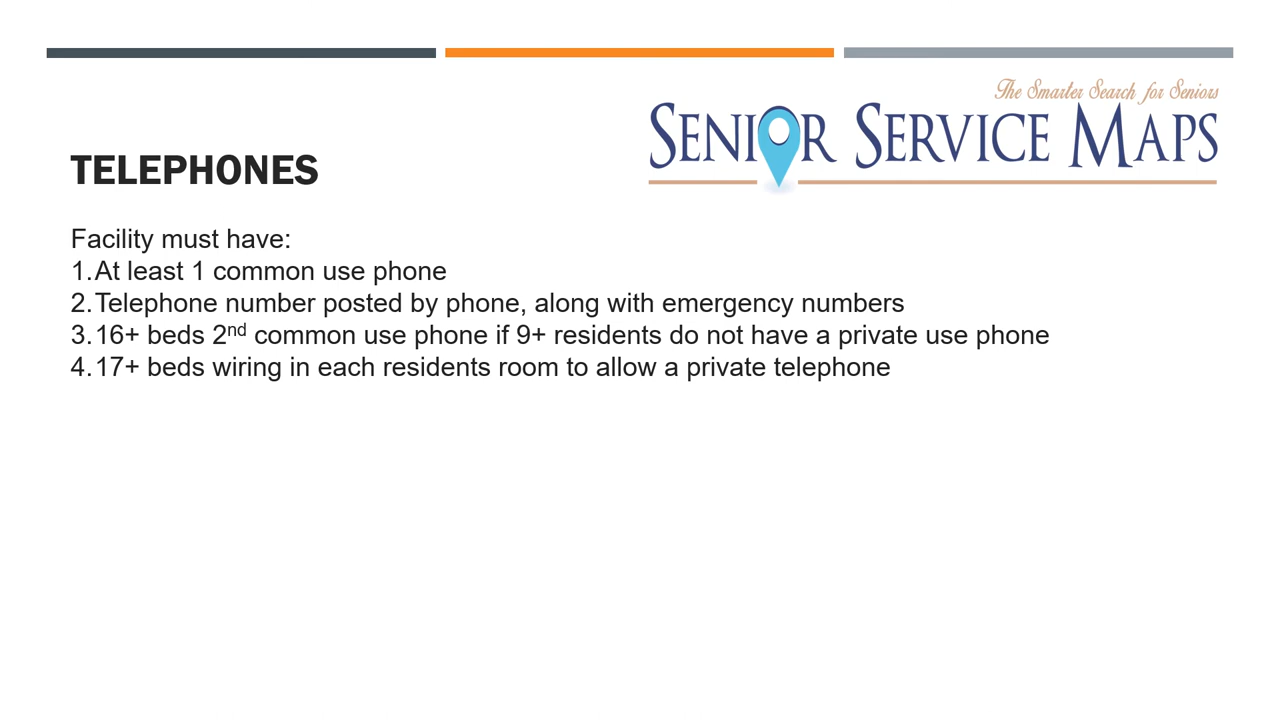 The Smarter Search for Seniors
SENIOR SERVICE MAPS
TELEPHONES
Facility must have:
1. At least 1 common use phone
2. Telephone number posted by phone, along with emergency numbers
3. 16+ beds 2nd common use phone if 9+ residents do not have a private use phone
4. 17+ beds wiring in each residents room to allow a private telephone